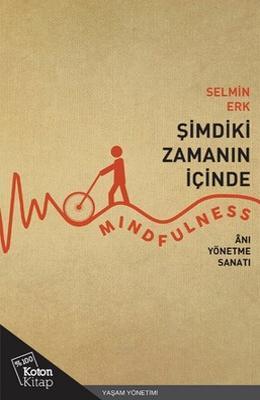 SELMİN
ERK
ŞİMDİKİ
ZAMANIN
İÇİNDE
MINDFULNESS
ÂNI
YÖNETME
SANATI
%100
Koton
Kitap
YAŞAM YÖNETİMİ